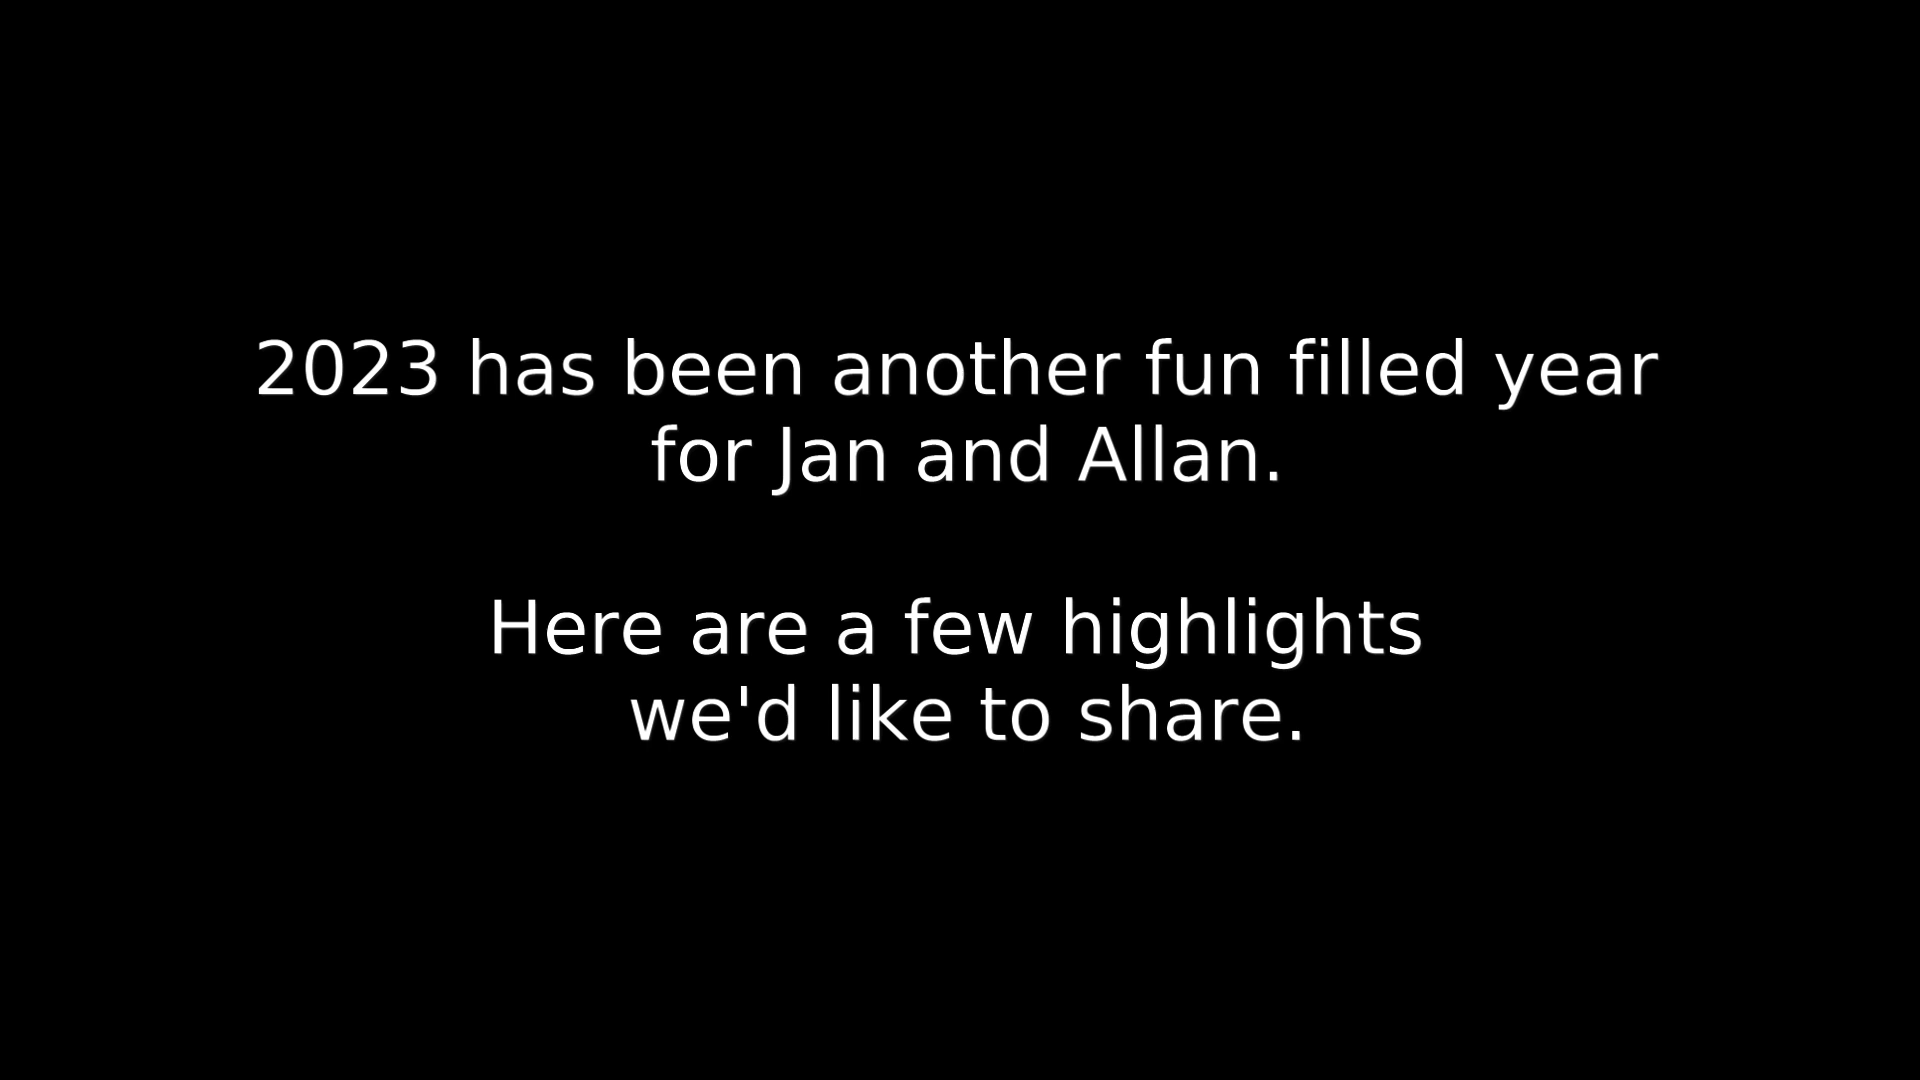 2023 has been another fun filled year
for Jan and Allan.
Here are a few highlights
we'd like to share.